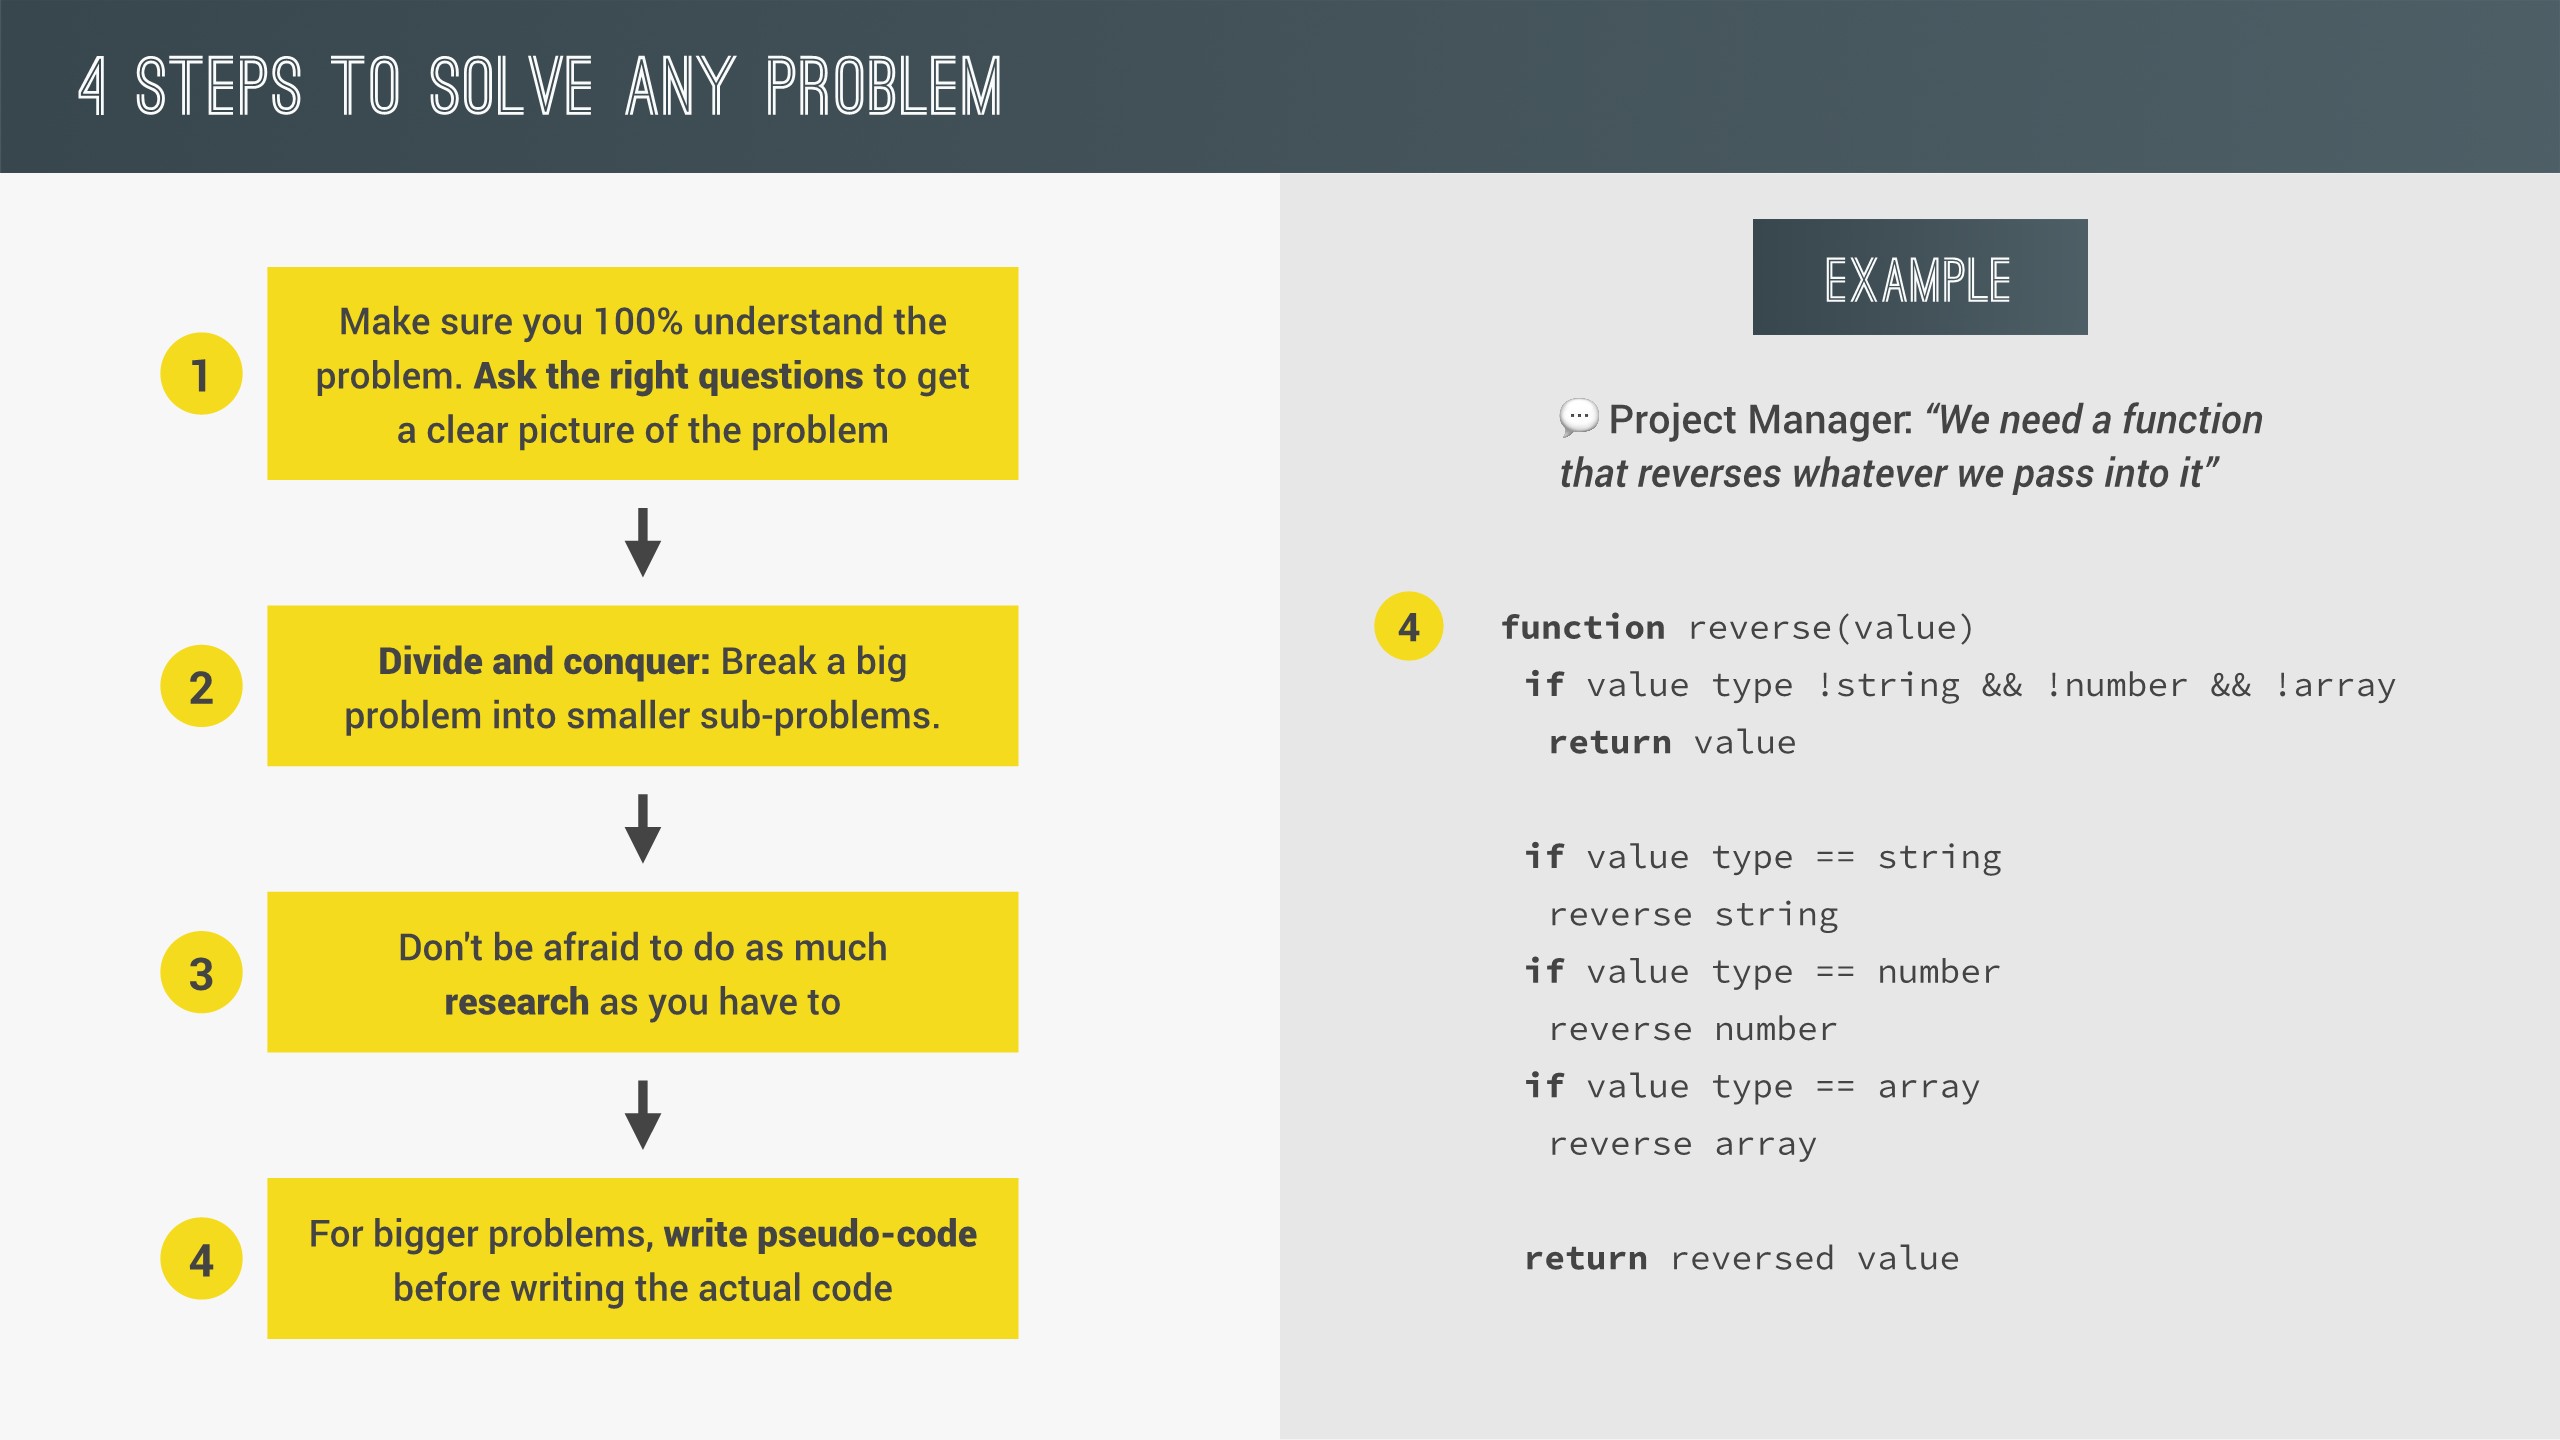 4 STEPS TO SOLVE ANY PROBLEM
1
Make sure you 100% understand the
problem. Ask the right questions to get
a clear picture of the problem
2
Divide and conquer: Break a big
problem into smaller sub-problems.
3
Don't be afraid to do as much
research as you have to
4
For bigger problems, write pseudo-code
before writing the actual code
EXAMPLE
💬 Project Manager: “We need a function
that reverses whatever we pass into it”
4
function reverse(value)
if value type !string && !number && !array
return value
if value type == string
reverse string
if value type == number
reverse number
if value type == array
reverse array
return reversed value